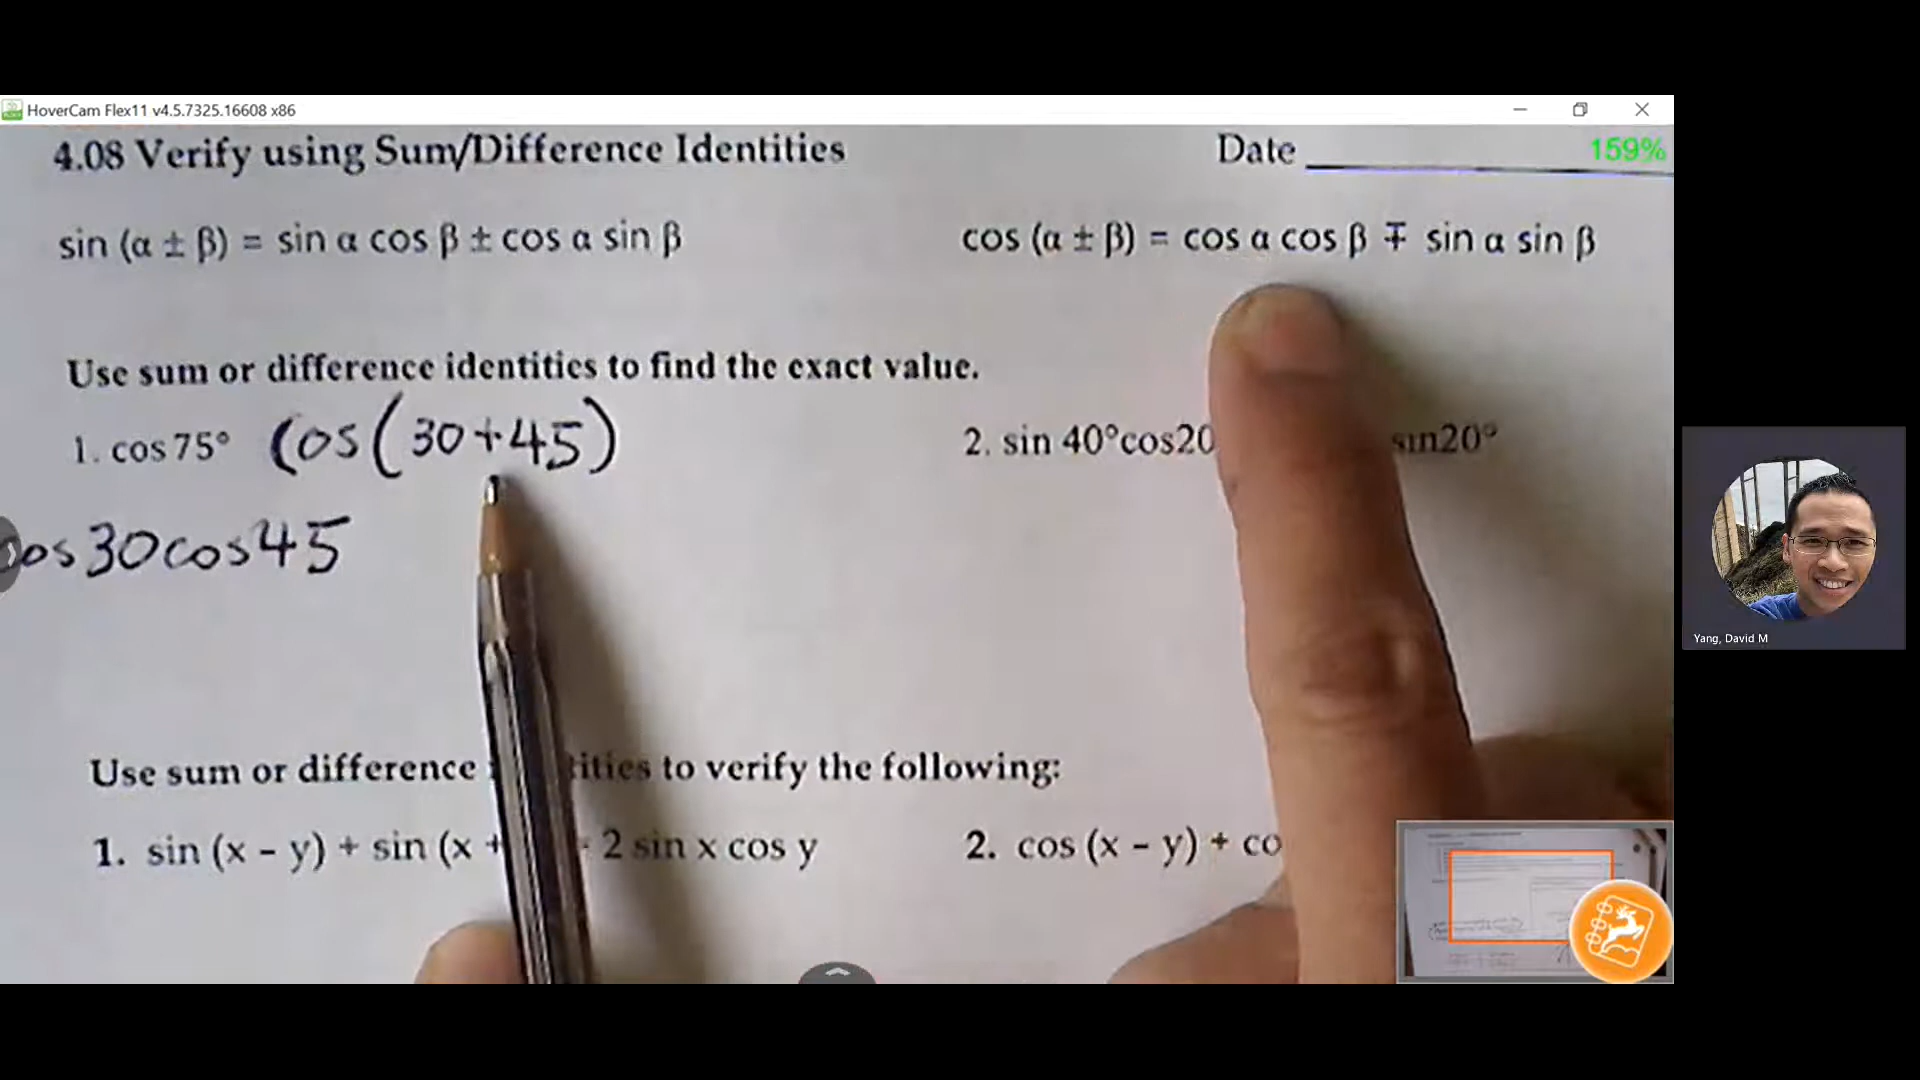 HoverCam Flex11 v4.5.7325.16608 x86
4.08 Verify using Sum/Difference Identities
Date
159%
sin (α ± β) = sin α cos β ± cos α sin β
cos (α ± β) = cos α cos β ∓ sin α sin β
Use sum or difference identities to find the exact value.
1. cos 75° cos(30+45)
2. sin 40°cos20 sin20°
cos30cos45
Use sum or difference ities to verify the following:
1. sin (x - y) + sin (x + 2 sin x cos y
2. cos (x - y) + co
Yang, David M